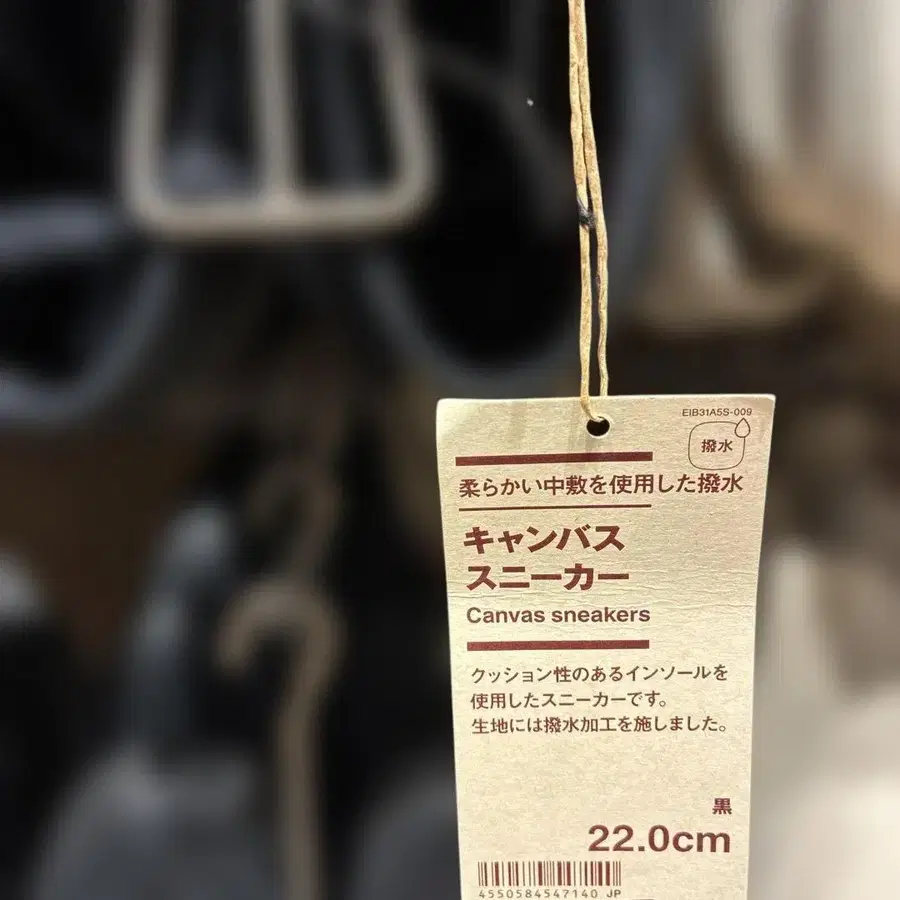 EIB31A5S-009
撥水
柔らかい中敷を使用した撥水
キャンバス
スニーカー
Canvas sneakers
クッション性のあるインソールを
使用したスニーカーです。
生地には撥水加工を施しました。
黒
22.0cm
4550584547140 JP